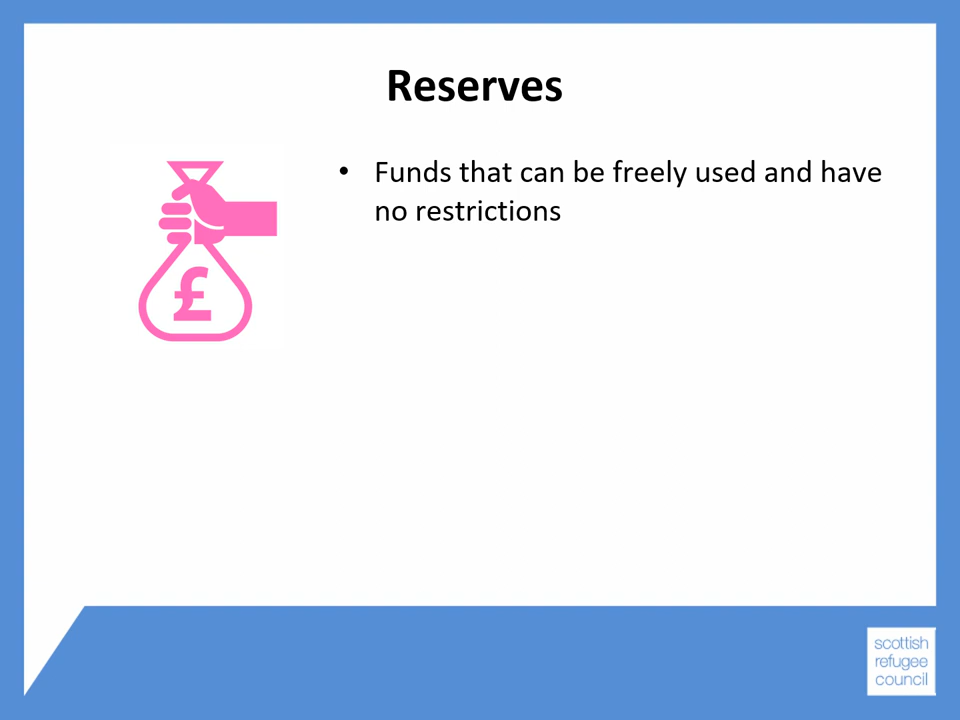 Reserves
• Funds that can be freely used and have
no restrictions
£
scottish
refugee
council